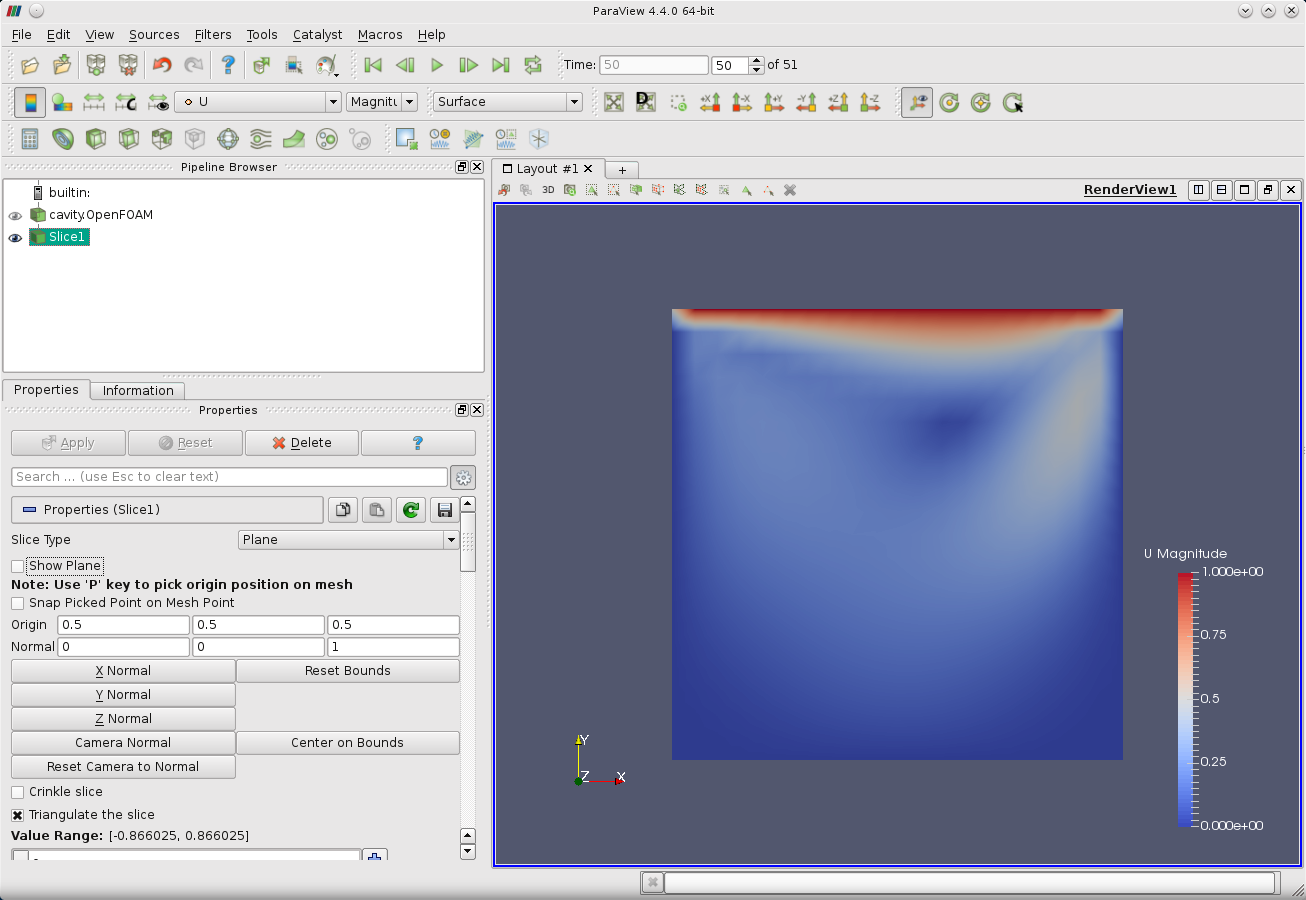 ParaView 4.4.0 64-bit
File Edit View Sources Filters Tools Catalyst Macros Help
Time: 50 50 of 51
U Magnitu Surface
+X -X +Y -Y +Z -Z
Pipeline Browser
builtin:
cavity.OpenFOAM
Slice1
Properties Information
Properties
Apply Reset Delete ?
Search ... (use Esc to clear text)
Properties (Slice1)
Slice Type Plane
Show Plane
Note: Use 'P' key to pick origin position on mesh
Snap Picked Point on Mesh Point
Origin 0.5 0.5 0.5
Normal 0 0 1
X Normal Reset Bounds
Y Normal
Z Normal
Camera Normal Center on Bounds
Reset Camera to Normal
Crinkle slice
Triangulate the slice
Value Range: [-0.866025, 0.866025]
Layout #1 +
3D RenderView1
U Magnitude
1.000e+00
0.75
0.5
0.25
0.000e+00
Y
Z X